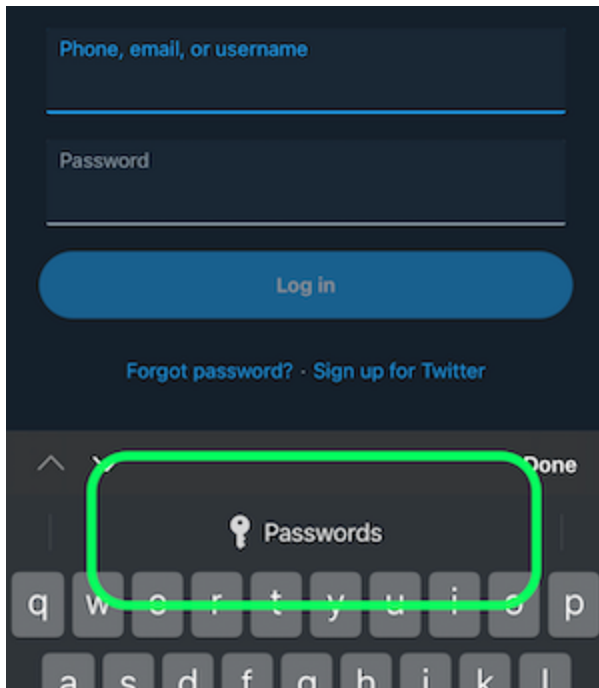 Phone, email, or username
Password
Log in
Forgot password? · Sign up for Twitter
Done
Passwords
q w e r t y u i o p
a s d f g h j k l